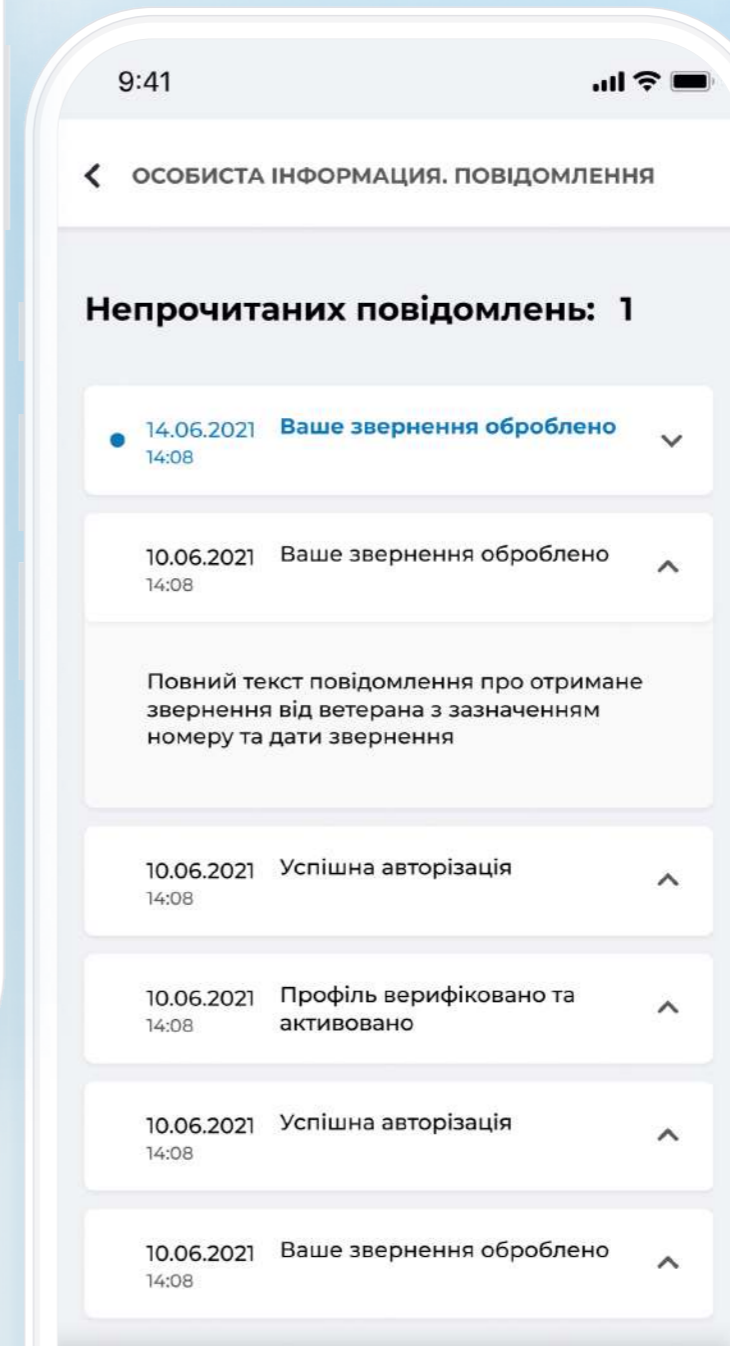 9:41
ОСОБИСТА ІНФОРМАЦИЯ. ПОВІДОМЛЕННЯ
Непрочитаних повідомлень: 1
14.06.2021 Ваше звернення оброблено
14:08
10.06.2021 Ваше звернення оброблено
14:08
Повний текст повідомлення про отримане
звернення від ветерана з зазначенням
номеру та дати звернення
10.06.2021 Успішна авторізація
14:08
10.06.2021 Профіль верифіковано та
14:08 активовано
10.06.2021 Успішна авторізація
14:08
10.06.2021 Ваше звернення оброблено
14:08